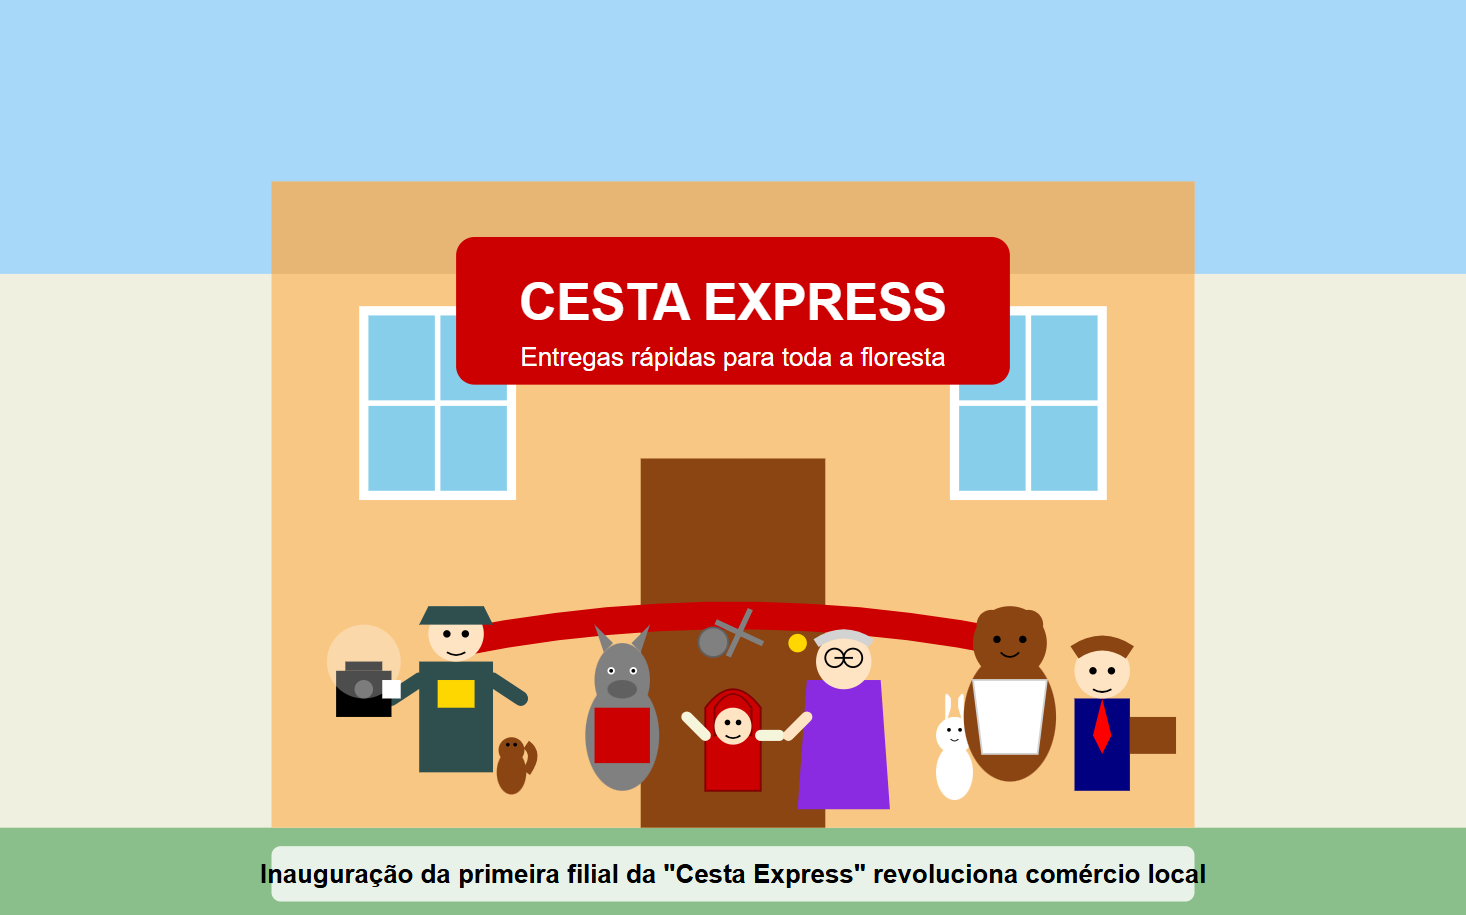 CESTA EXPRESS
Entregas rápidas para toda a floresta
Inauguração da primeira filial da "Cesta Express" revoluciona comércio local